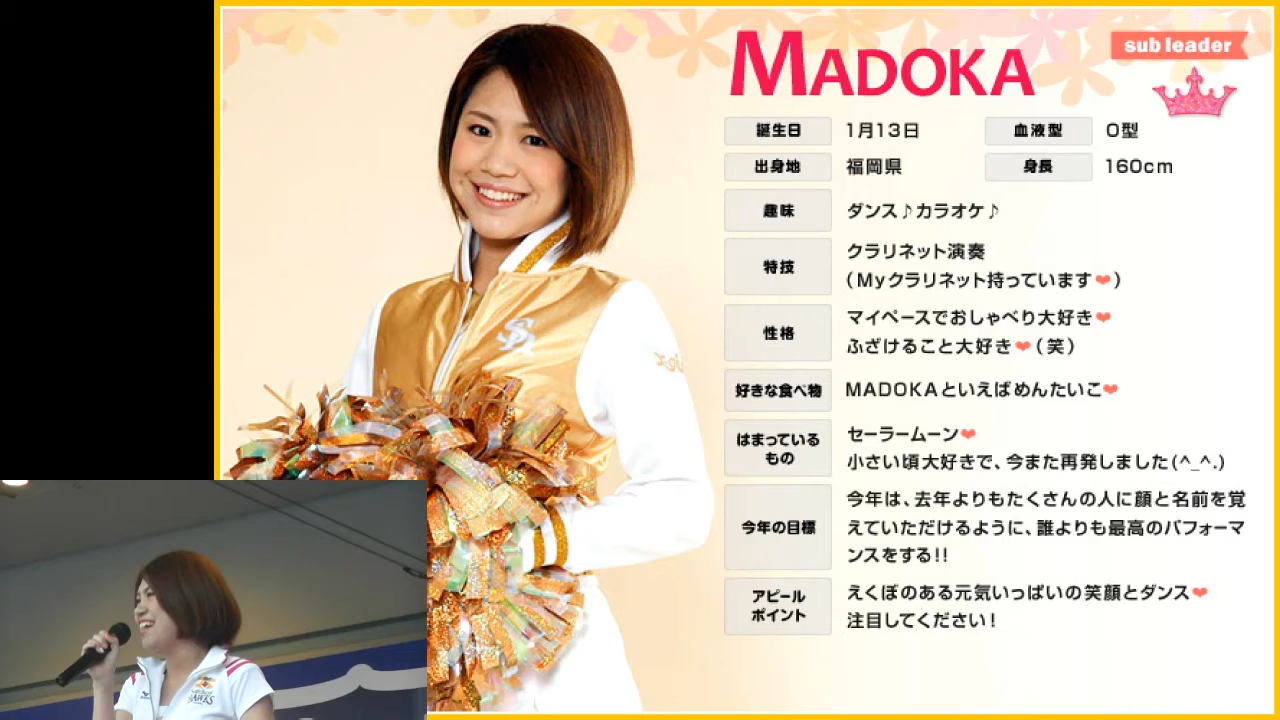 MADOKA
sub leader
誕生日 1月13日 血液型 O型
出身地 福岡県 身長 160cm
趣味 ダンス♪カラオケ♪
特技 クラリネット演奏
（Myクラリネット持っています❤）
性格 マイペースでおしゃべり大好き❤
ふざけること大好き❤（笑）
好きな食べ物 MADOKAといえばめんたいこ❤
はまっている
もの
セーラームーン❤
小さい頃大好きで、今また再発しました(^_^.)
今年の目標
今年は、去年よりもたくさんの人に顔と名前を覚
えていただけるように、誰よりも最高のパフォーマ
ンスをする!!
アピール
ポイント
えくぼのある元気いっぱいの笑顔とダンス❤
注目してください!
HAWKS